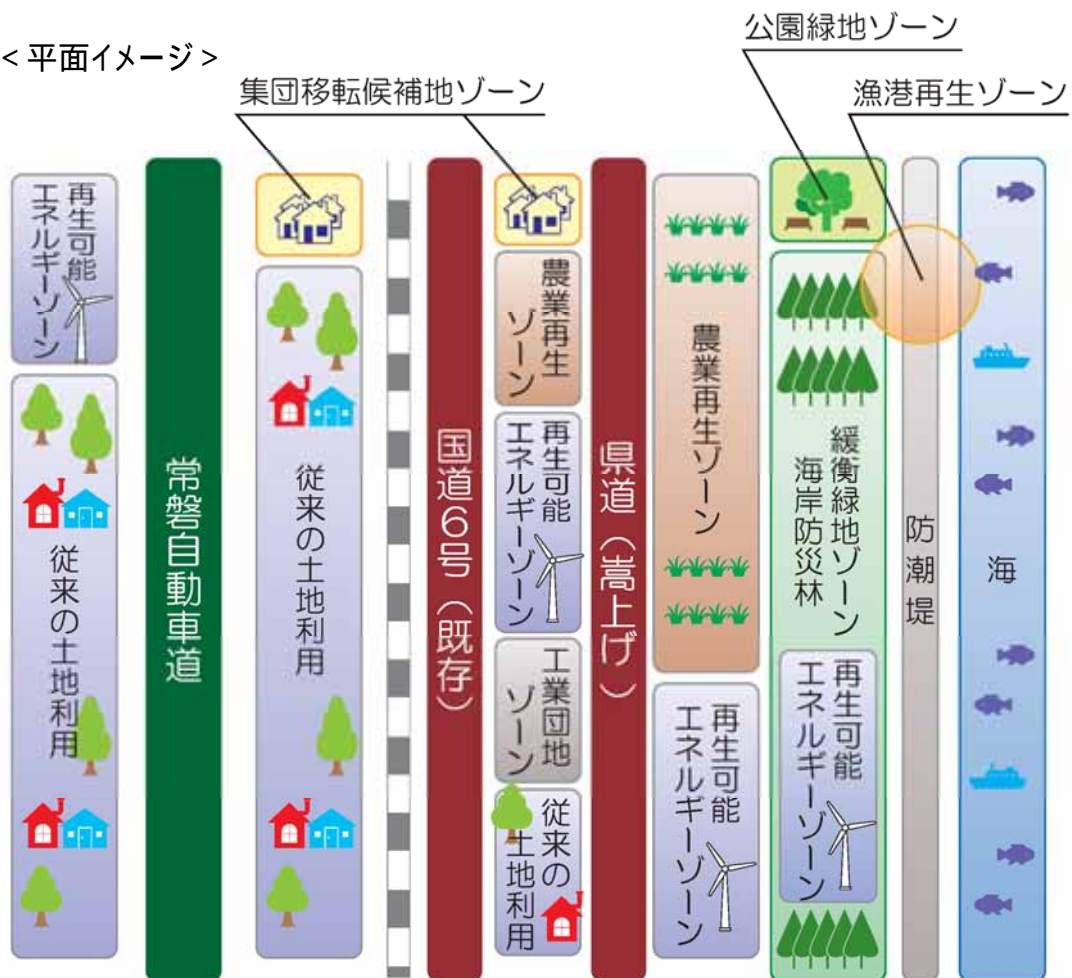 <平面イメージ>
公園緑地ゾーン
集団移転候補地ゾーン
漁港再生ゾーン
再生可能
エネルギーゾーン
従来の土地利用
常磐自動車道
従来の土地利用
国道6号（既存）
農業再生
ゾーン
再生可能
エネルギーゾーン
工業団地
ゾーン
従来の
土地利用
県道（嵩上げ）
農業再生ゾーン
再生可能
エネルギーゾーン
緩衝緑地ゾーン
海岸防災林
再生可能
エネルギーゾーン
防潮堤
海